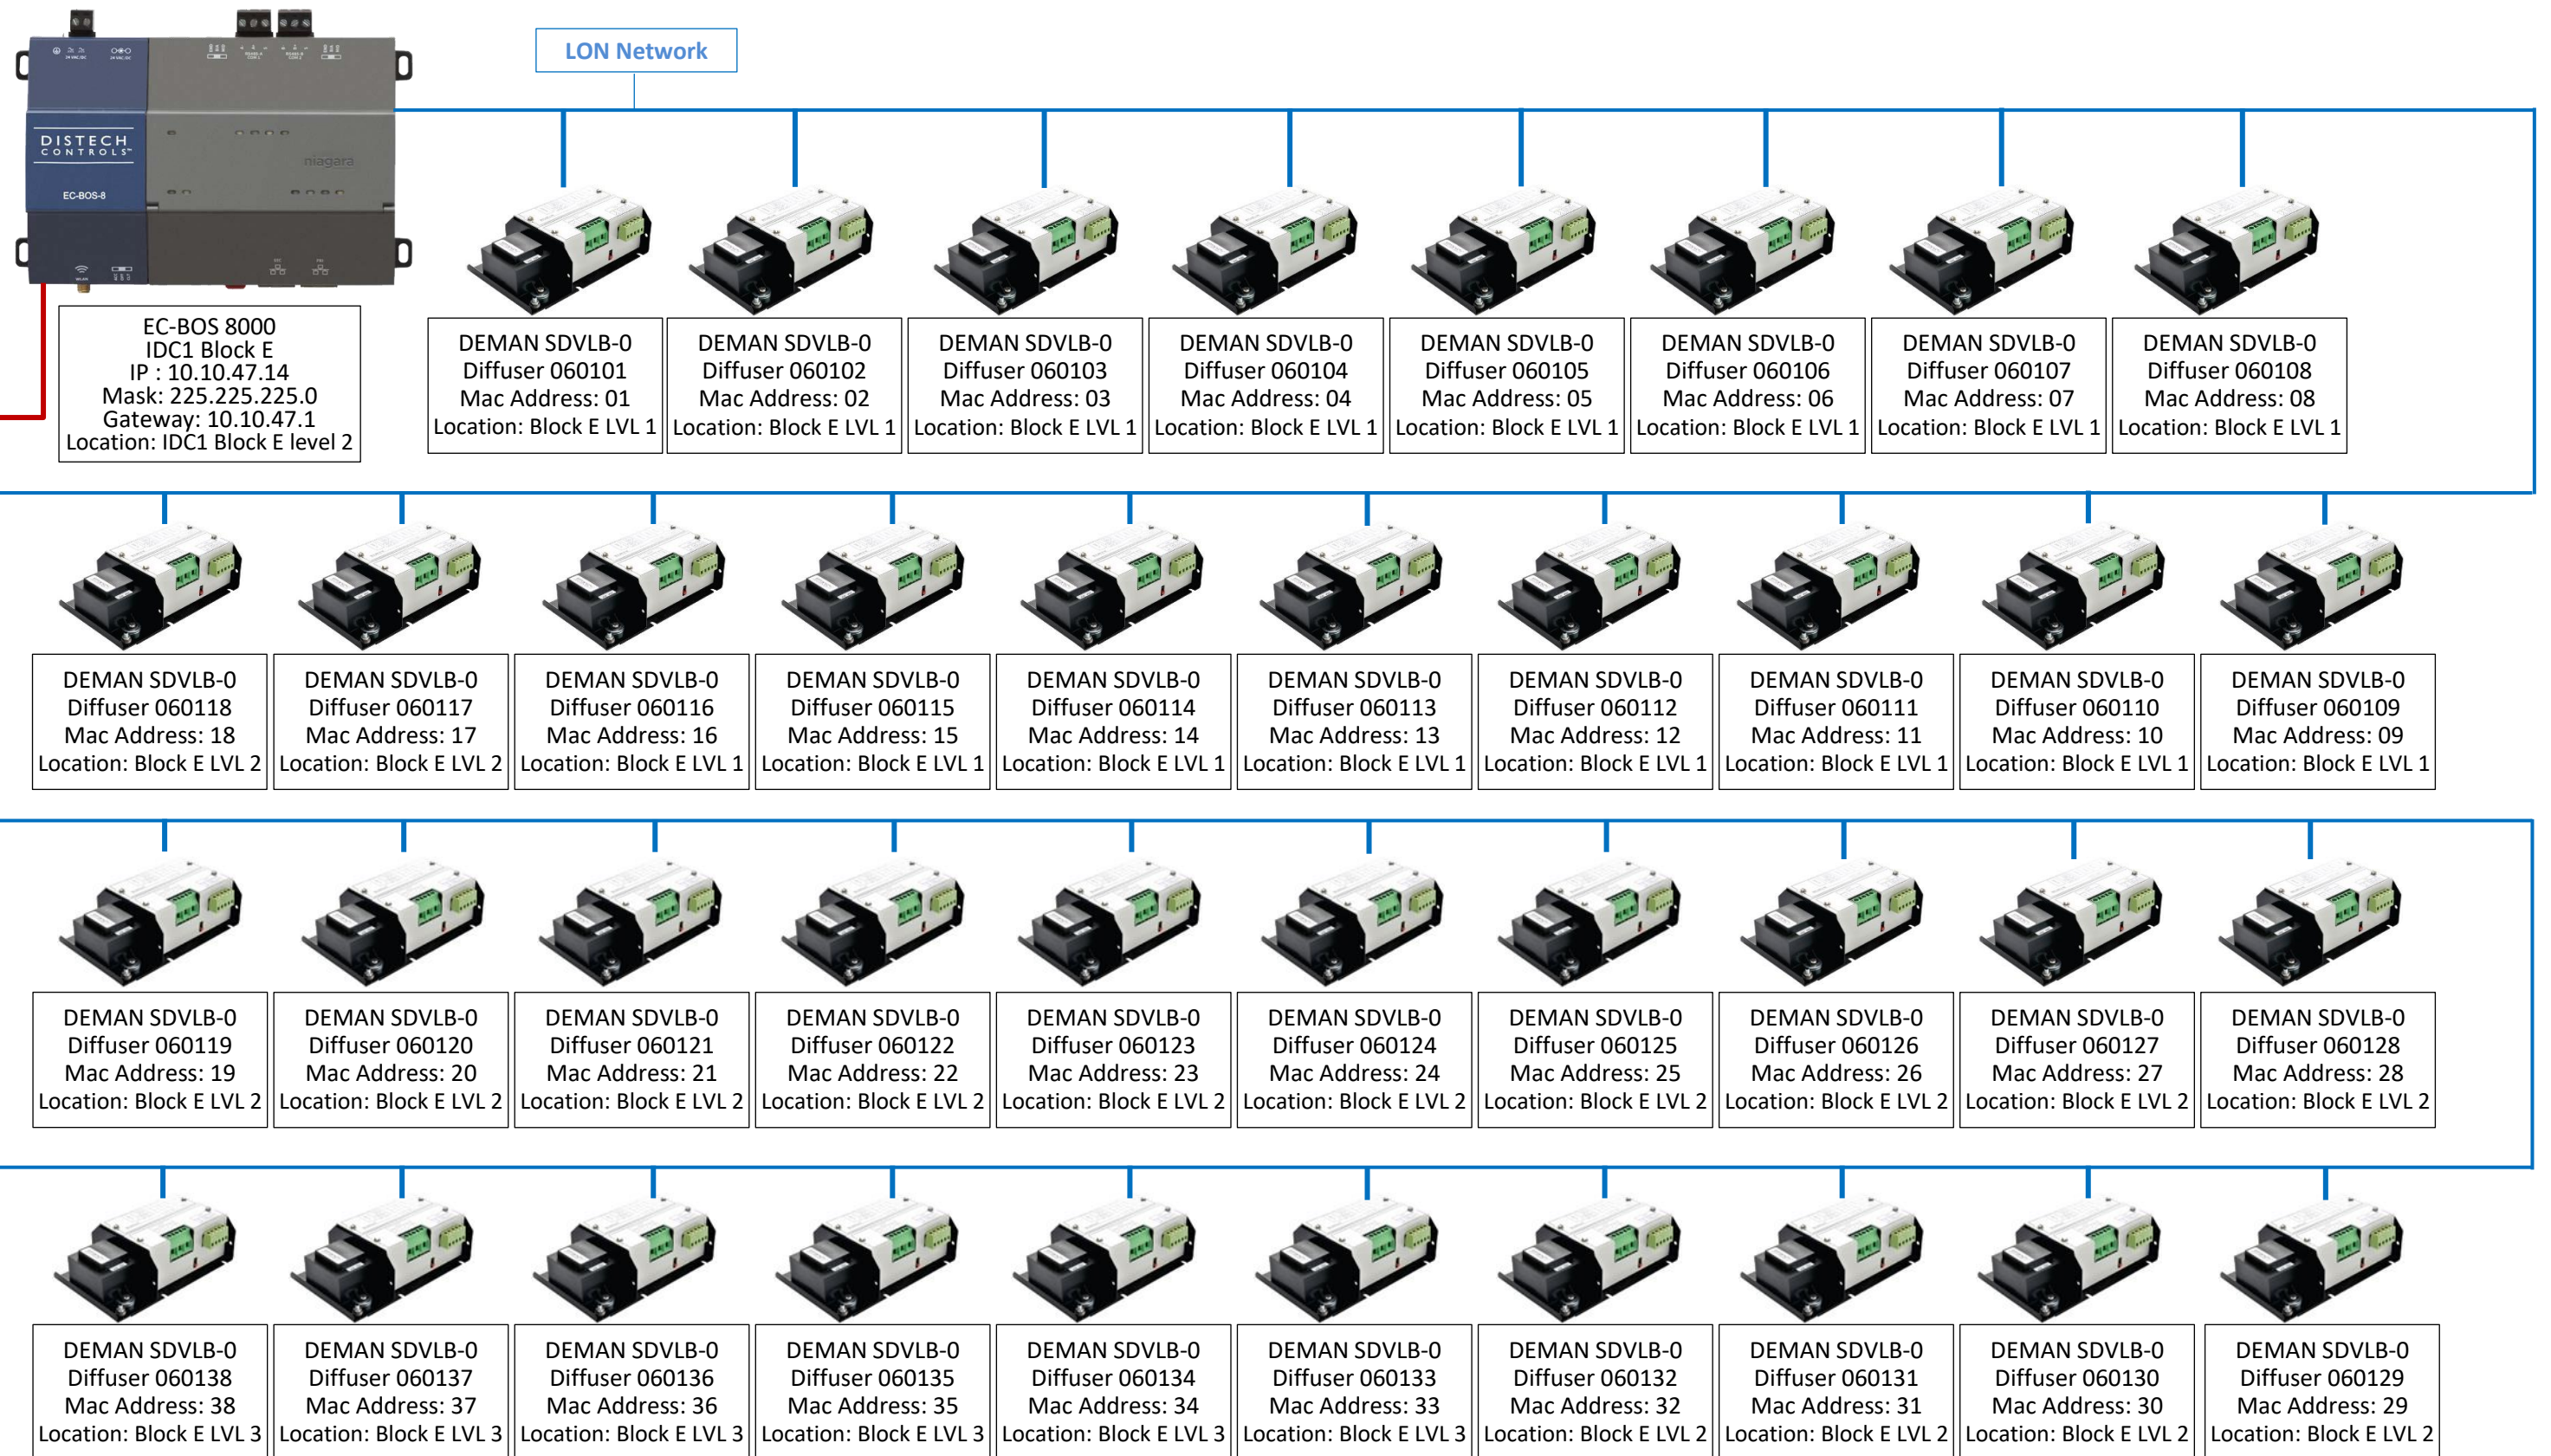 LON Network
DISTECH
CONTROLS™
niagara
EC-BOS-8
EC-BOS 8000
IDC1 Block E
IP : 10.10.47.14
Mask: 225.225.225.0
Gateway: 10.10.47.1
Location: IDC1 Block E level 2
DEMAN SDVLB-0
Diffuser 060101
Mac Address: 01
Location: Block E LVL 1
DEMAN SDVLB-0
Diffuser 060102
Mac Address: 02
Location: Block E LVL 1
DEMAN SDVLB-0
Diffuser 060103
Mac Address: 03
Location: Block E LVL 1
DEMAN SDVLB-0
Diffuser 060104
Mac Address: 04
Location: Block E LVL 1
DEMAN SDVLB-0
Diffuser 060105
Mac Address: 05
Location: Block E LVL 1
DEMAN SDVLB-0
Diffuser 060106
Mac Address: 06
Location: Block E LVL 1
DEMAN SDVLB-0
Diffuser 060107
Mac Address: 07
Location: Block E LVL 1
DEMAN SDVLB-0
Diffuser 060108
Mac Address: 08
Location: Block E LVL 1
DEMAN SDVLB-0
Diffuser 060118
Mac Address: 18
Location: Block E LVL 2
DEMAN SDVLB-0
Diffuser 060117
Mac Address: 17
Location: Block E LVL 2
DEMAN SDVLB-0
Diffuser 060116
Mac Address: 16
Location: Block E LVL 1
DEMAN SDVLB-0
Diffuser 060115
Mac Address: 15
Location: Block E LVL 1
DEMAN SDVLB-0
Diffuser 060114
Mac Address: 14
Location: Block E LVL 1
DEMAN SDVLB-0
Diffuser 060113
Mac Address: 13
Location: Block E LVL 1
DEMAN SDVLB-0
Diffuser 060112
Mac Address: 12
Location: Block E LVL 1
DEMAN SDVLB-0
Diffuser 060111
Mac Address: 11
Location: Block E LVL 1
DEMAN SDVLB-0
Diffuser 060110
Mac Address: 10
Location: Block E LVL 1
DEMAN SDVLB-0
Diffuser 060109
Mac Address: 09
Location: Block E LVL 1
DEMAN SDVLB-0
Diffuser 060119
Mac Address: 19
Location: Block E LVL 2
DEMAN SDVLB-0
Diffuser 060120
Mac Address: 20
Location: Block E LVL 2
DEMAN SDVLB-0
Diffuser 060121
Mac Address: 21
Location: Block E LVL 2
DEMAN SDVLB-0
Diffuser 060122
Mac Address: 22
Location: Block E LVL 2
DEMAN SDVLB-0
Diffuser 060123
Mac Address: 23
Location: Block E LVL 2
DEMAN SDVLB-0
Diffuser 060124
Mac Address: 24
Location: Block E LVL 2
DEMAN SDVLB-0
Diffuser 060125
Mac Address: 25
Location: Block E LVL 2
DEMAN SDVLB-0
Diffuser 060126
Mac Address: 26
Location: Block E LVL 2
DEMAN SDVLB-0
Diffuser 060127
Mac Address: 27
Location: Block E LVL 2
DEMAN SDVLB-0
Diffuser 060128
Mac Address: 28
Location: Block E LVL 2
DEMAN SDVLB-0
Diffuser 060138
Mac Address: 38
Location: Block E LVL 3
DEMAN SDVLB-0
Diffuser 060137
Mac Address: 37
Location: Block E LVL 3
DEMAN SDVLB-0
Diffuser 060136
Mac Address: 36
Location: Block E LVL 3
DEMAN SDVLB-0
Diffuser 060135
Mac Address: 35
Location: Block E LVL 3
DEMAN SDVLB-0
Diffuser 060134
Mac Address: 34
Location: Block E LVL 3
DEMAN SDVLB-0
Diffuser 060133
Mac Address: 33
Location: Block E LVL 3
DEMAN SDVLB-0
Diffuser 060132
Mac Address: 32
Location: Block E LVL 2
DEMAN SDVLB-0
Diffuser 060131
Mac Address: 31
Location: Block E LVL 2
DEMAN SDVLB-0
Diffuser 060130
Mac Address: 30
Location: Block E LVL 2
DEMAN SDVLB-0
Diffuser 060129
Mac Address: 29
Location: Block E LVL 2